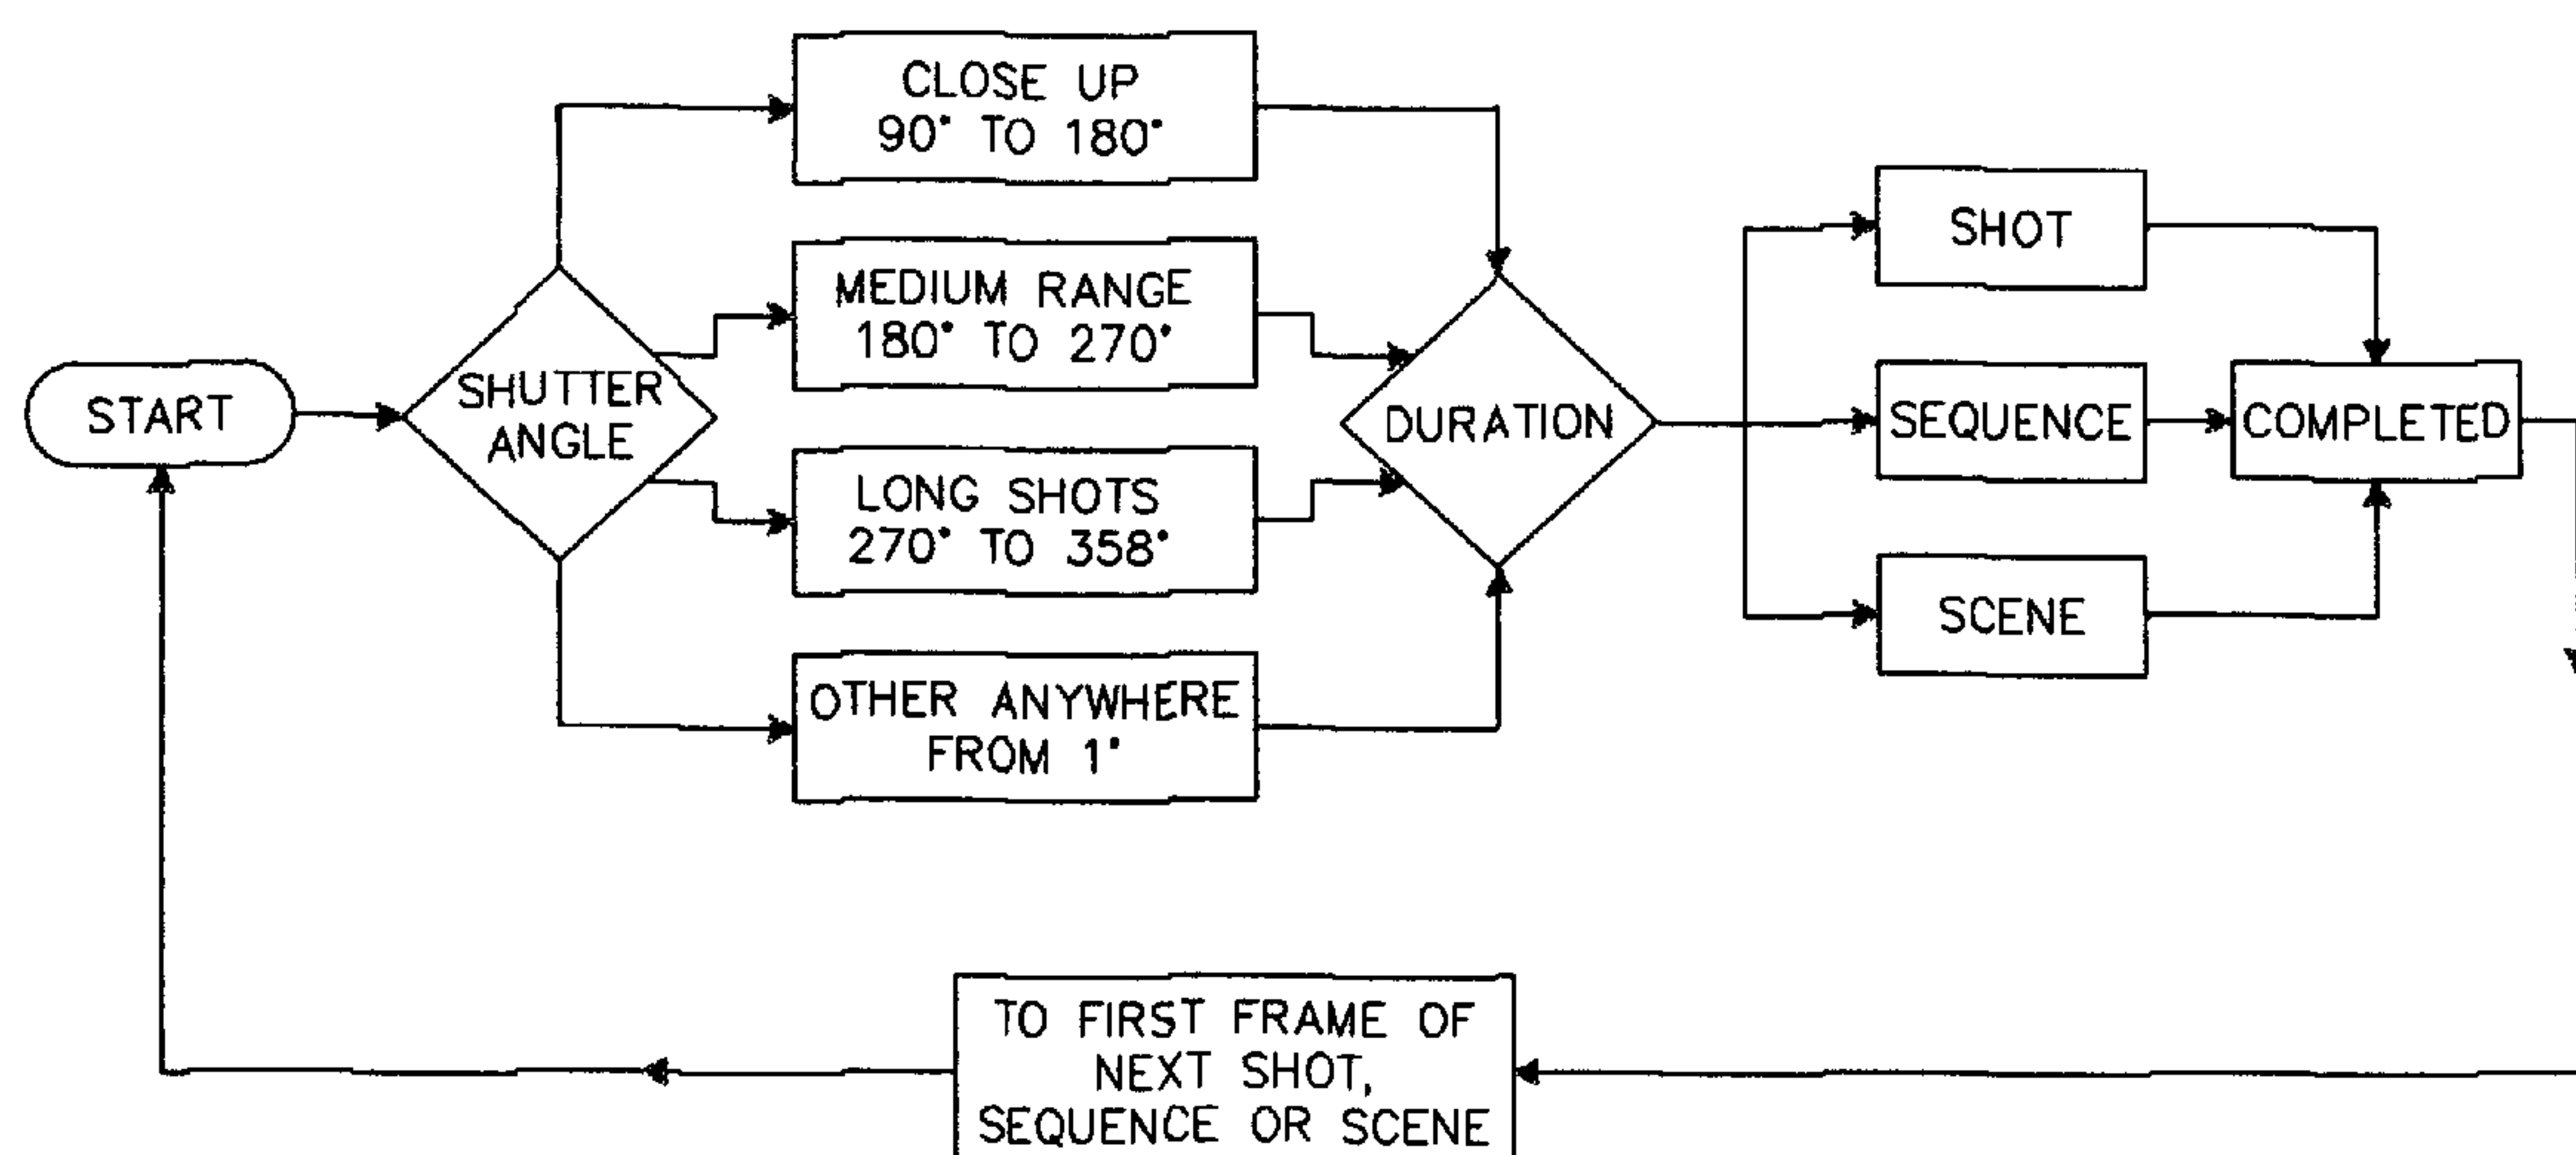 START
SHUTTER
ANGLE
CLOSE UP
90° TO 180°
MEDIUM RANGE
180° TO 270°
LONG SHOTS
270° TO 358°
OTHER ANYWHERE
FROM 1°
DURATION
SHOT
SEQUENCE
SCENE
COMPLETED
TO FIRST FRAME OF
NEXT SHOT,
SEQUENCE OR SCENE